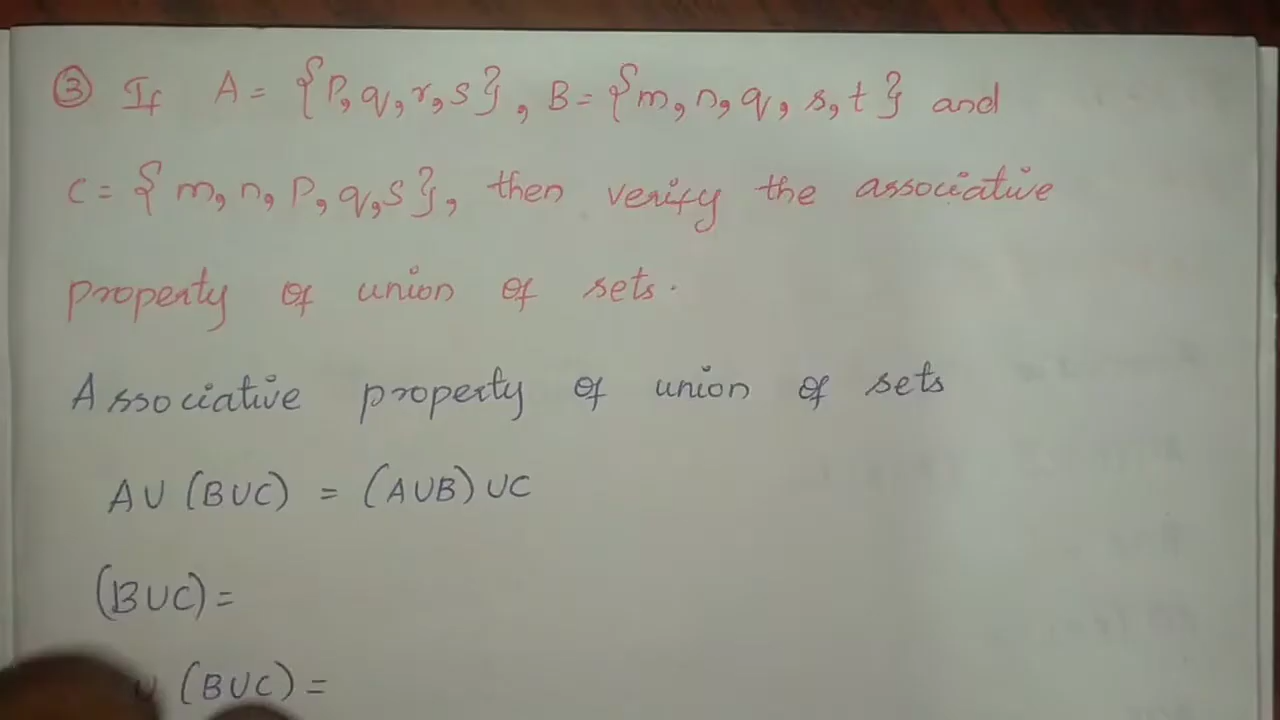 ③ If A = {P, q, r, s}, B = {m, n, q, s, t} and
C = {m, n, P, q, s}, then verify the associative
property of union of sets.
Associative property of union of sets
A∪(B∪C) = (A∪B)∪C
(B∪C) =
∪ (B∪C) =